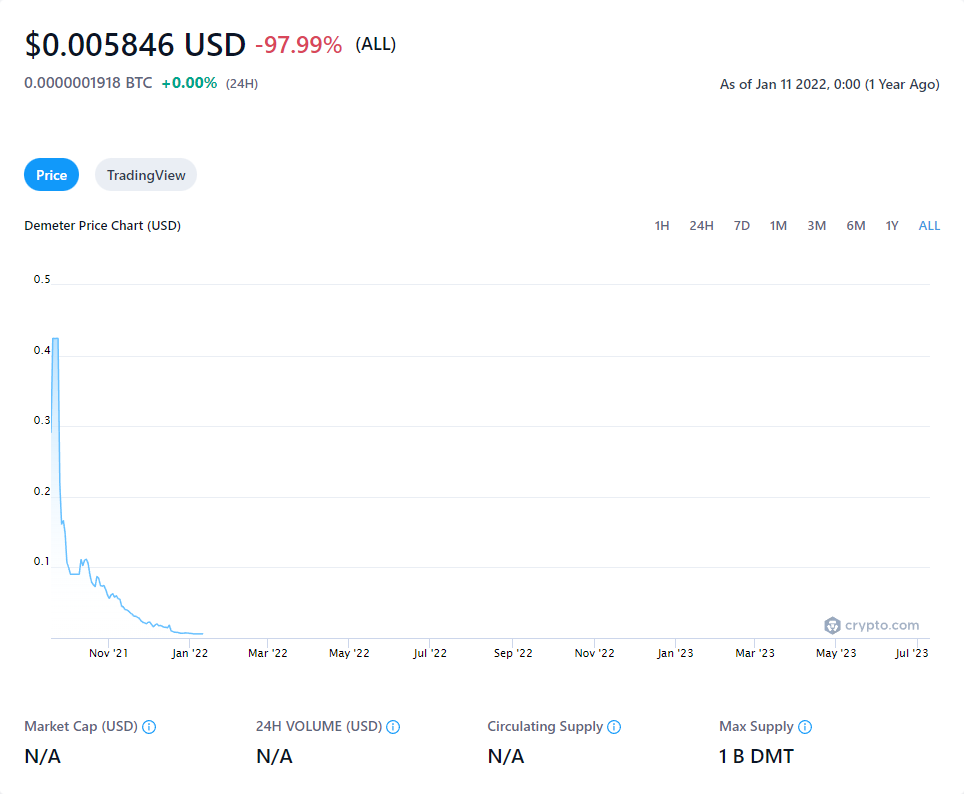 $0.005846 USD -97.99% (ALL)
0.0000001918 BTC +0.00% (24H)
As of Jan 11 2022, 0:00 (1 Year Ago)
Price TradingView
Demeter Price Chart (USD)
1H 24H 7D 1M 3M 6M 1Y ALL
0.5
0.4
0.3
0.2
0.1
crypto.com
Nov '21 Jan '22 Mar '22 May '22 Jul '22 Sep '22 Nov '22 Jan '23 Mar '23 May '23 Jul '23
Market Cap (USD) 24H VOLUME (USD) Circulating Supply Max Supply
N/A N/A N/A 1 B DMT